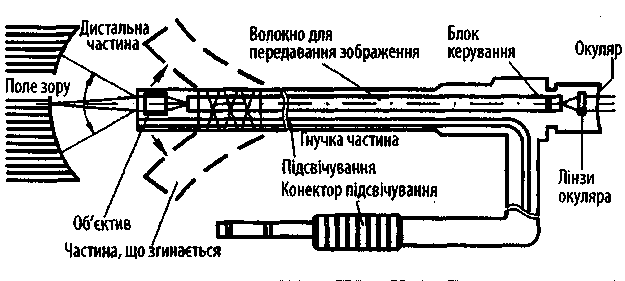 Дистальна
частина
Волокно для
передавання зображення
Блок
керування
Окуляр
Поле зору
Гнучка частина
Підсвічування
Конектор підсвічування
Лінзи
окуляра
Об'єктив
Частина, що згинається